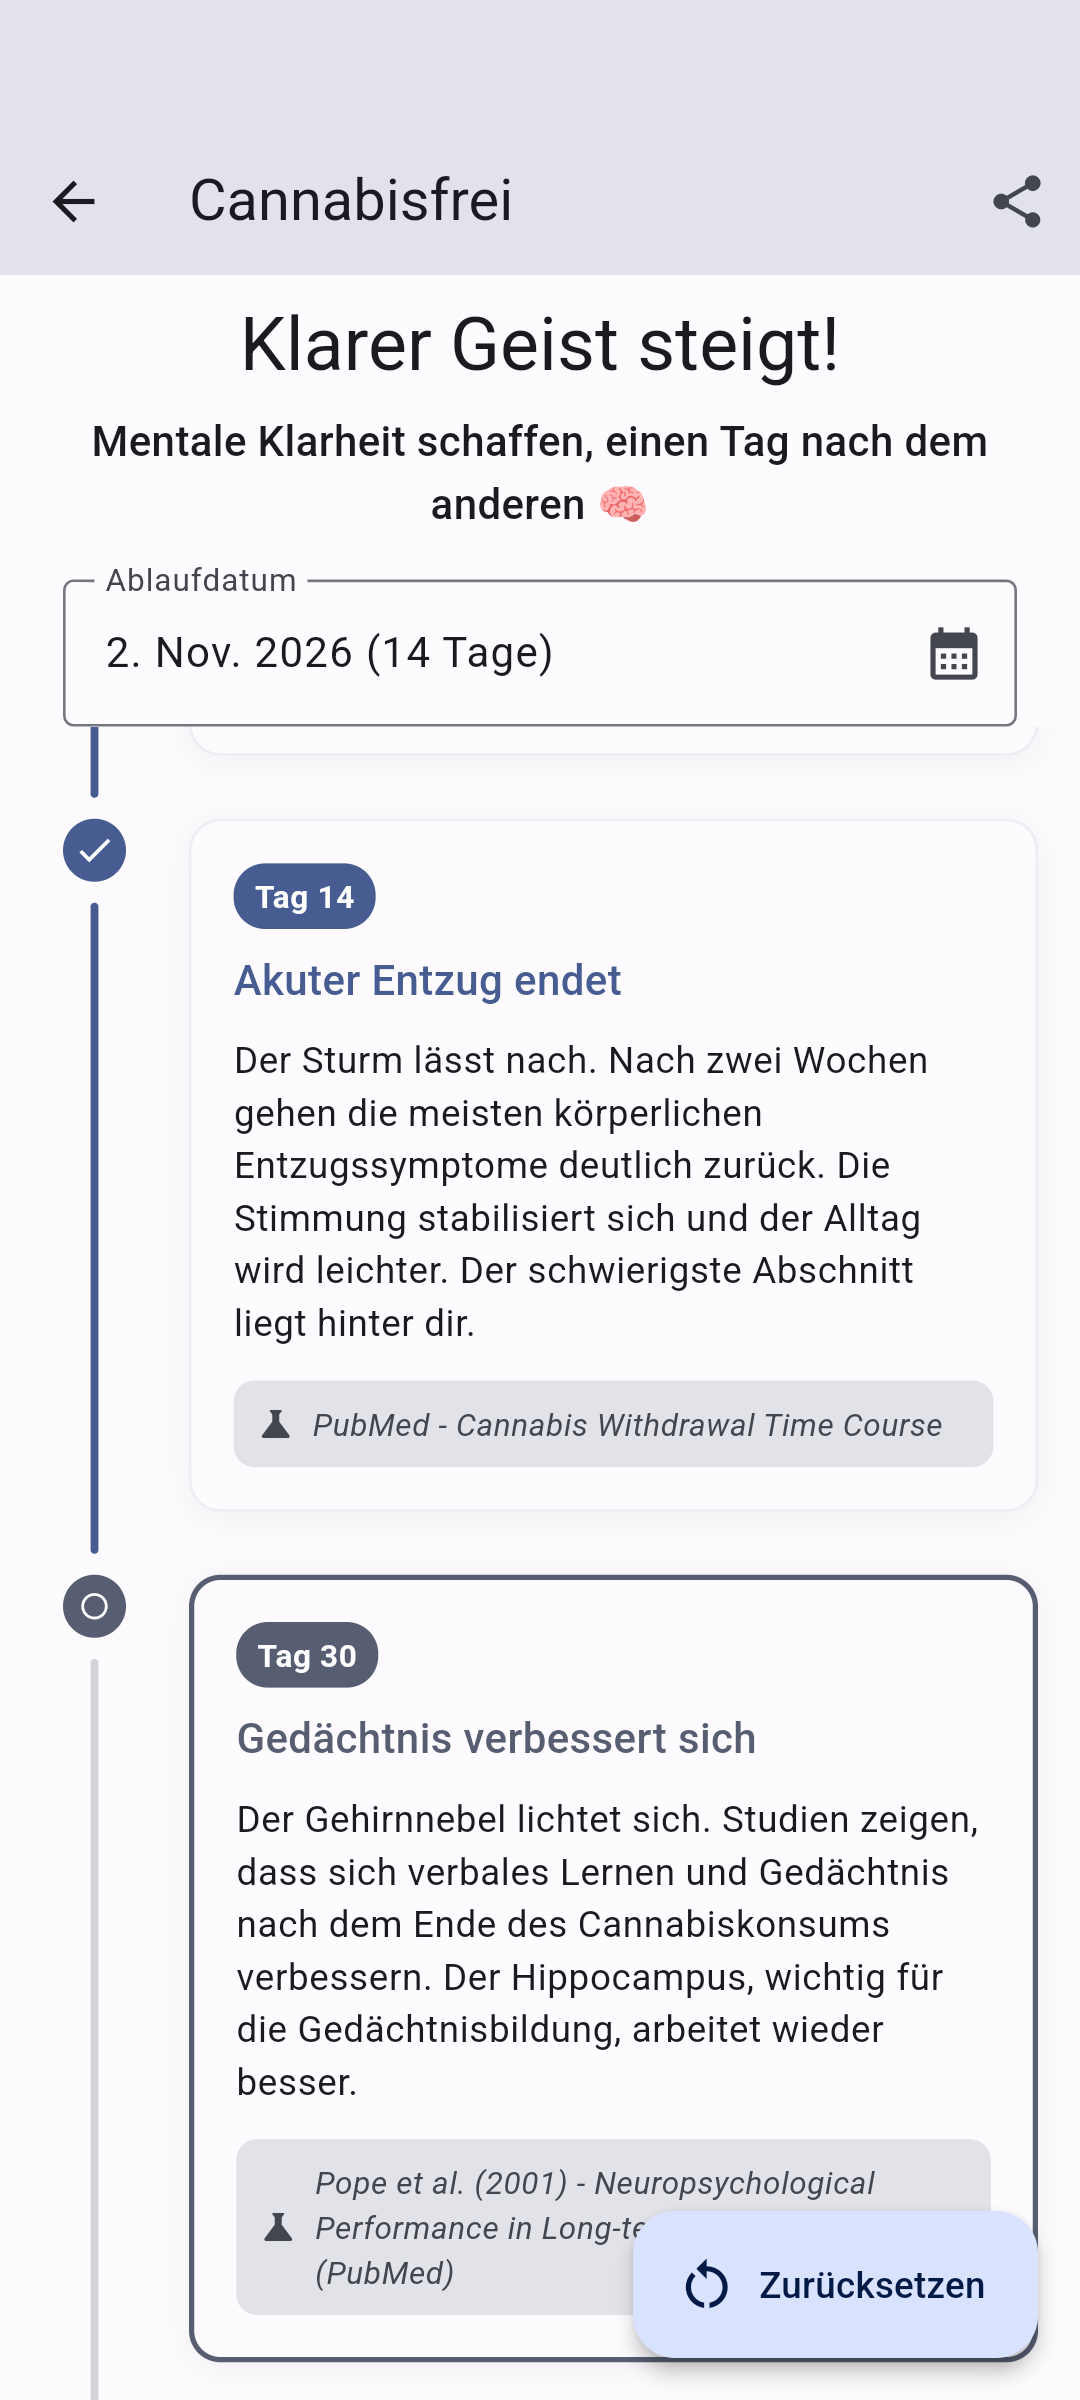 Cannabisfrei
Klarer Geist steigt!
Mentale Klarheit schaffen, einen Tag nach dem
anderen 🧠
Ablaufdatum
2. Nov. 2026 (14 Tage)
Tag 14
Akuter Entzug endet
Der Sturm lässt nach. Nach zwei Wochen
gehen die meisten körperlichen
Entzugssymptome deutlich zurück. Die
Stimmung stabilisiert sich und der Alltag
wird leichter. Der schwierigste Abschnitt
liegt hinter dir.
PubMed - Cannabis Withdrawal Time Course
Tag 30
Gedächtnis verbessert sich
Der Gehirnnebel lichtet sich. Studien zeigen,
dass sich verbales Lernen und Gedächtnis
nach dem Ende des Cannabiskonsums
verbessern. Der Hippocampus, wichtig für
die Gedächtnisbildung, arbeitet wieder
besser.
Pope et al. (2001) - Neuropsychological
Performance in
(PubMed)
Zurücksetzen